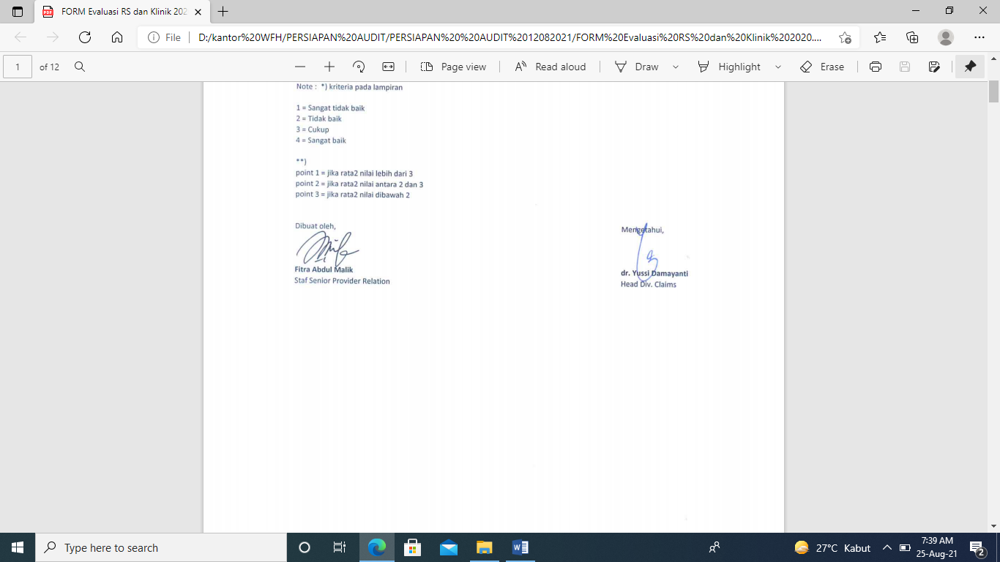 FORM Evaluasi RS dan Klinik 202
File
D:/kantor%20WFH/PERSIAPAN%20AUDIT/PERSIAPAN%20%20AUDIT%2012082021/FORM%20Evaluasi%20RS%20dan%20Klinik%202020....
1 of 12
Page view
Read aloud
Draw
Highlight
Erase
Note : *) kriteria pada lampiran
1 = Sangat tidak baik
2 = Tidak baik
3 = Cukup
4 = Sangat baik
**)
point 1 = jika rata2 nilai lebih dari 3
point 2 = jika rata2 nilai antara 2 dan 3
point 3 = jika rata2 nilai dibawah 2
Dibuat oleh,
Mengetahui,
Fitra Abdul Malik
Staf Senior Provider Relation
dr. Yussi Damayanti
Head Div. Claims
Type here to search
27°C Kabut
7:39 AM
25-Aug-21
2